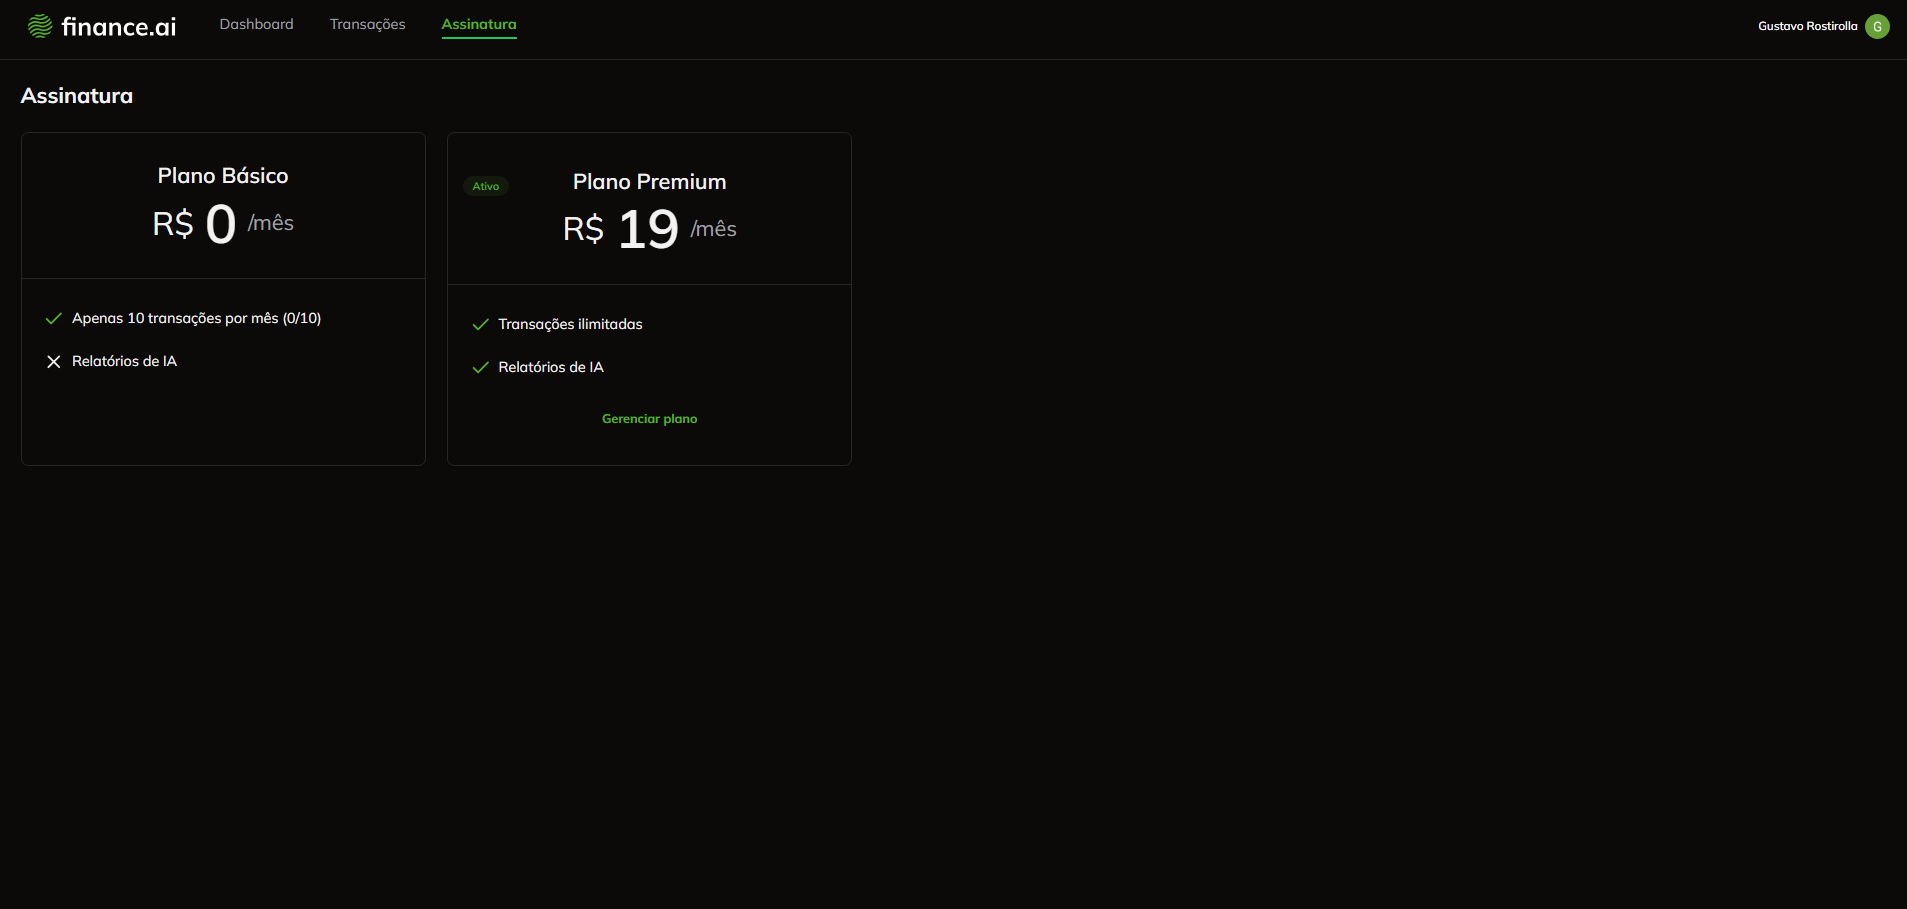 finance.ai
Dashboard
Transações
Assinatura
Gustavo Rostirolla
G
Assinatura
Plano Básico
R$ 0 /mês
Apenas 10 transações por mês (0/10)
Relatórios de IA
Ativo
Plano Premium
R$ 19 /mês
Transações ilimitadas
Relatórios de IA
Gerenciar plano